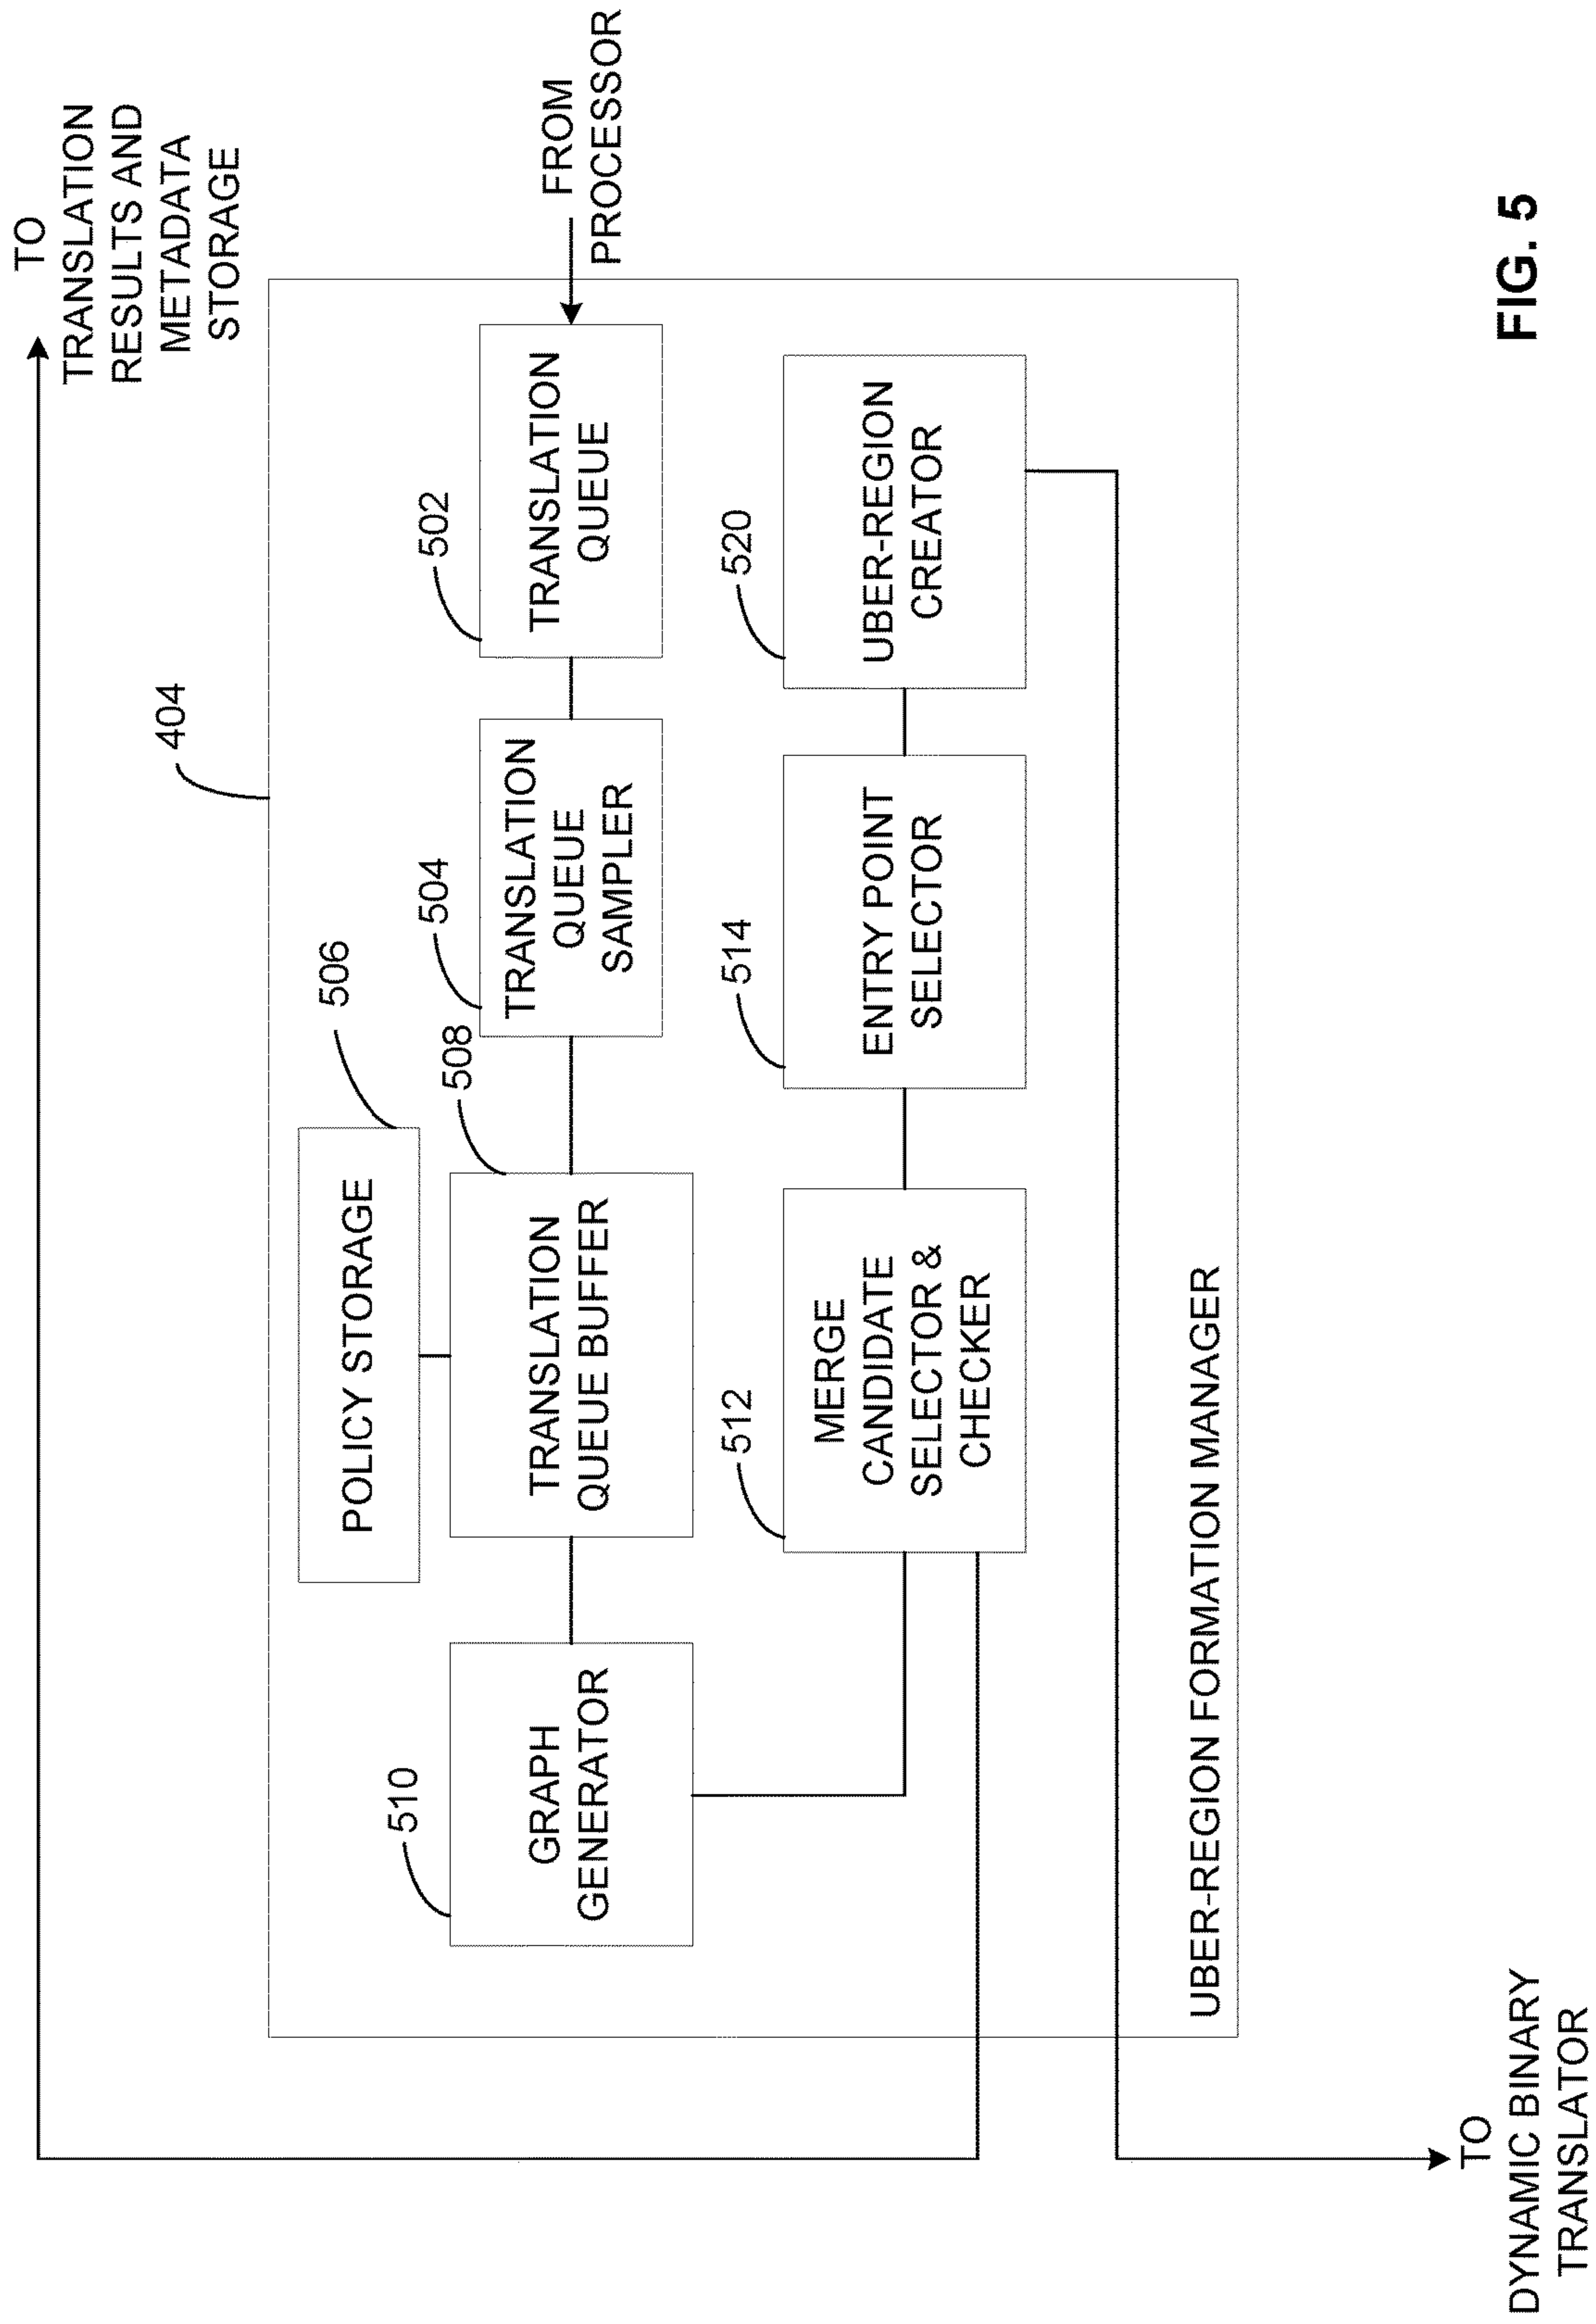 TO
TRANSLATION
RESULTS AND
METADATA
STORAGE
404
FROM
PROCESSOR
506
POLICY STORAGE
510
GRAPH
GENERATOR
508
TRANSLATION
QUEUE BUFFER
504
TRANSLATION
QUEUE
SAMPLER
502
TRANSLATION
QUEUE
512
MERGE
CANDIDATE
SELECTOR &
CHECKER
514
ENTRY POINT
SELECTOR
520
UBER-REGION
CREATOR
UBER-REGION FORMATION MANAGER
TO
DYNAMIC BINARY
TRANSLATOR
FIG. 5